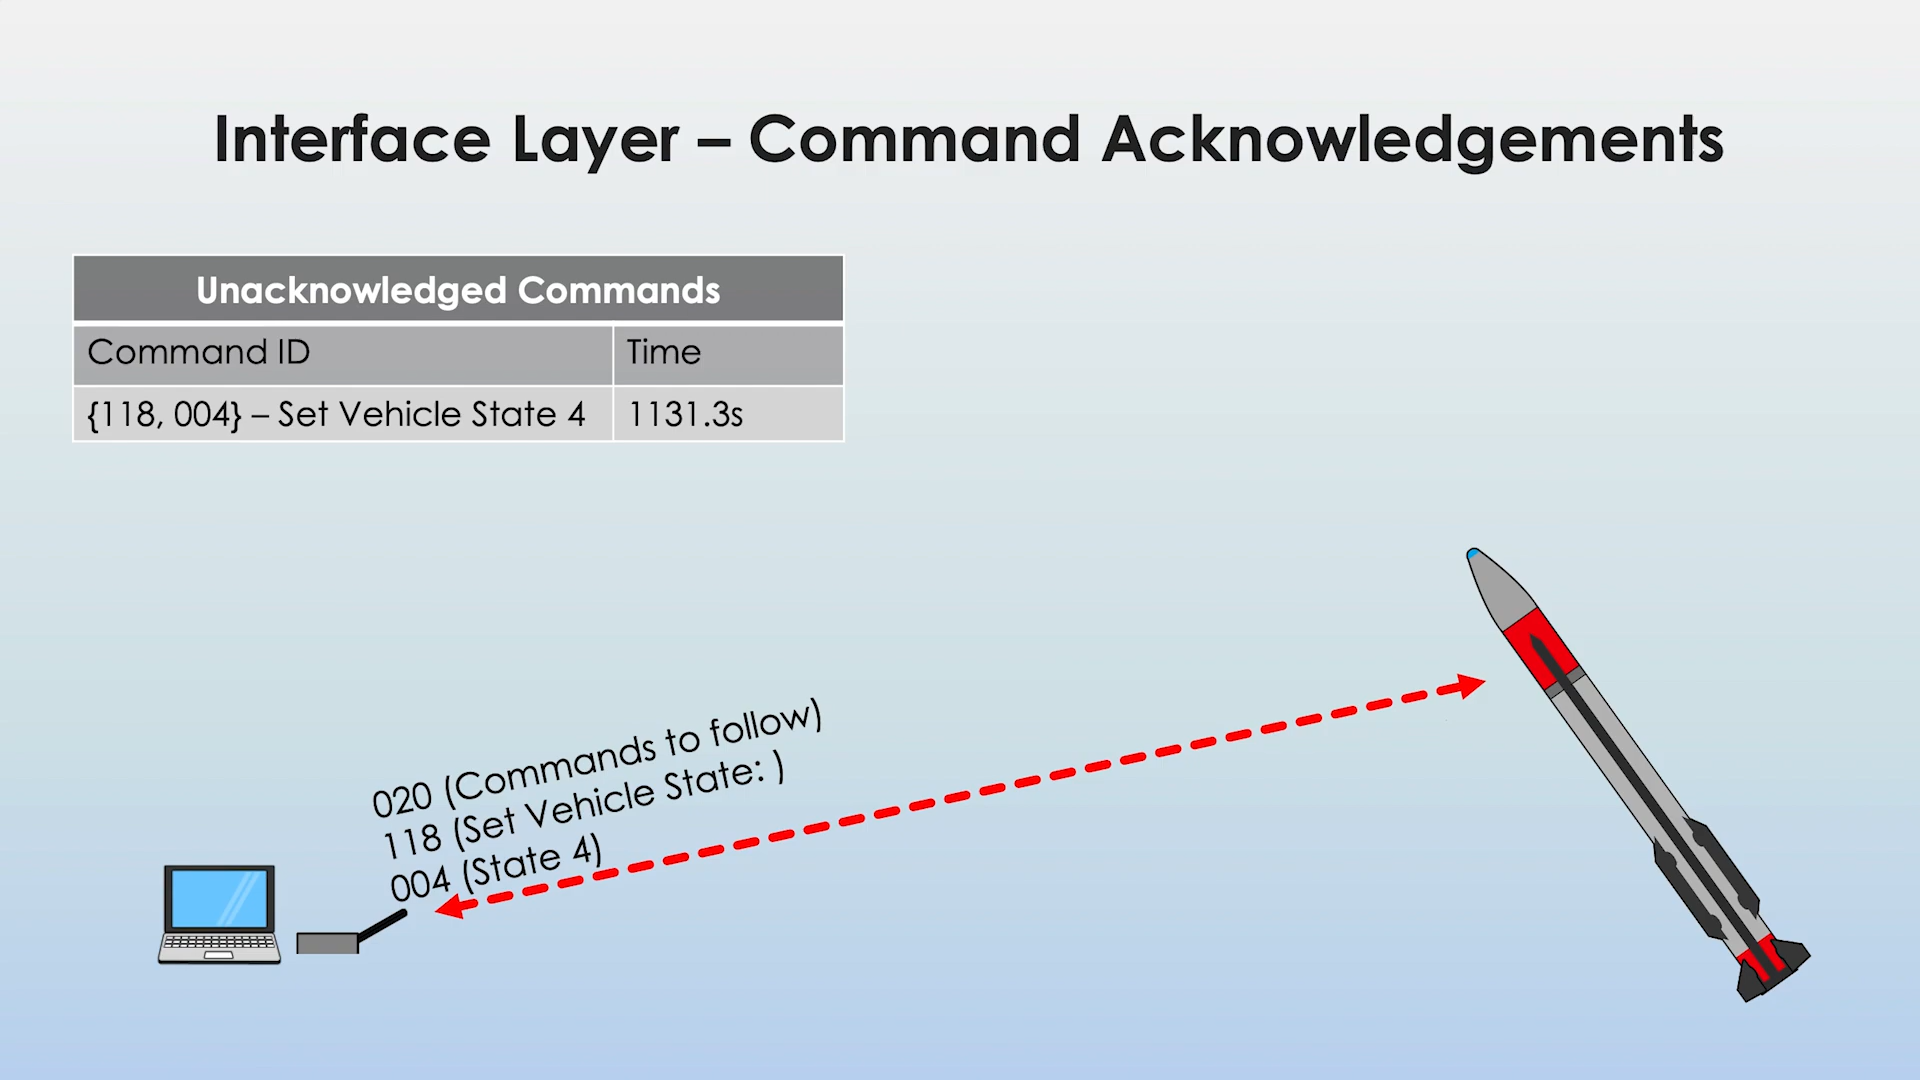 Interface Layer – Command Acknowledgements
Unacknowledged Commands
Command ID Time
{118, 004} – Set Vehicle State 4 1131.3s
020 (Commands to follow)
118 (Set Vehicle State: )
004 (State 4)